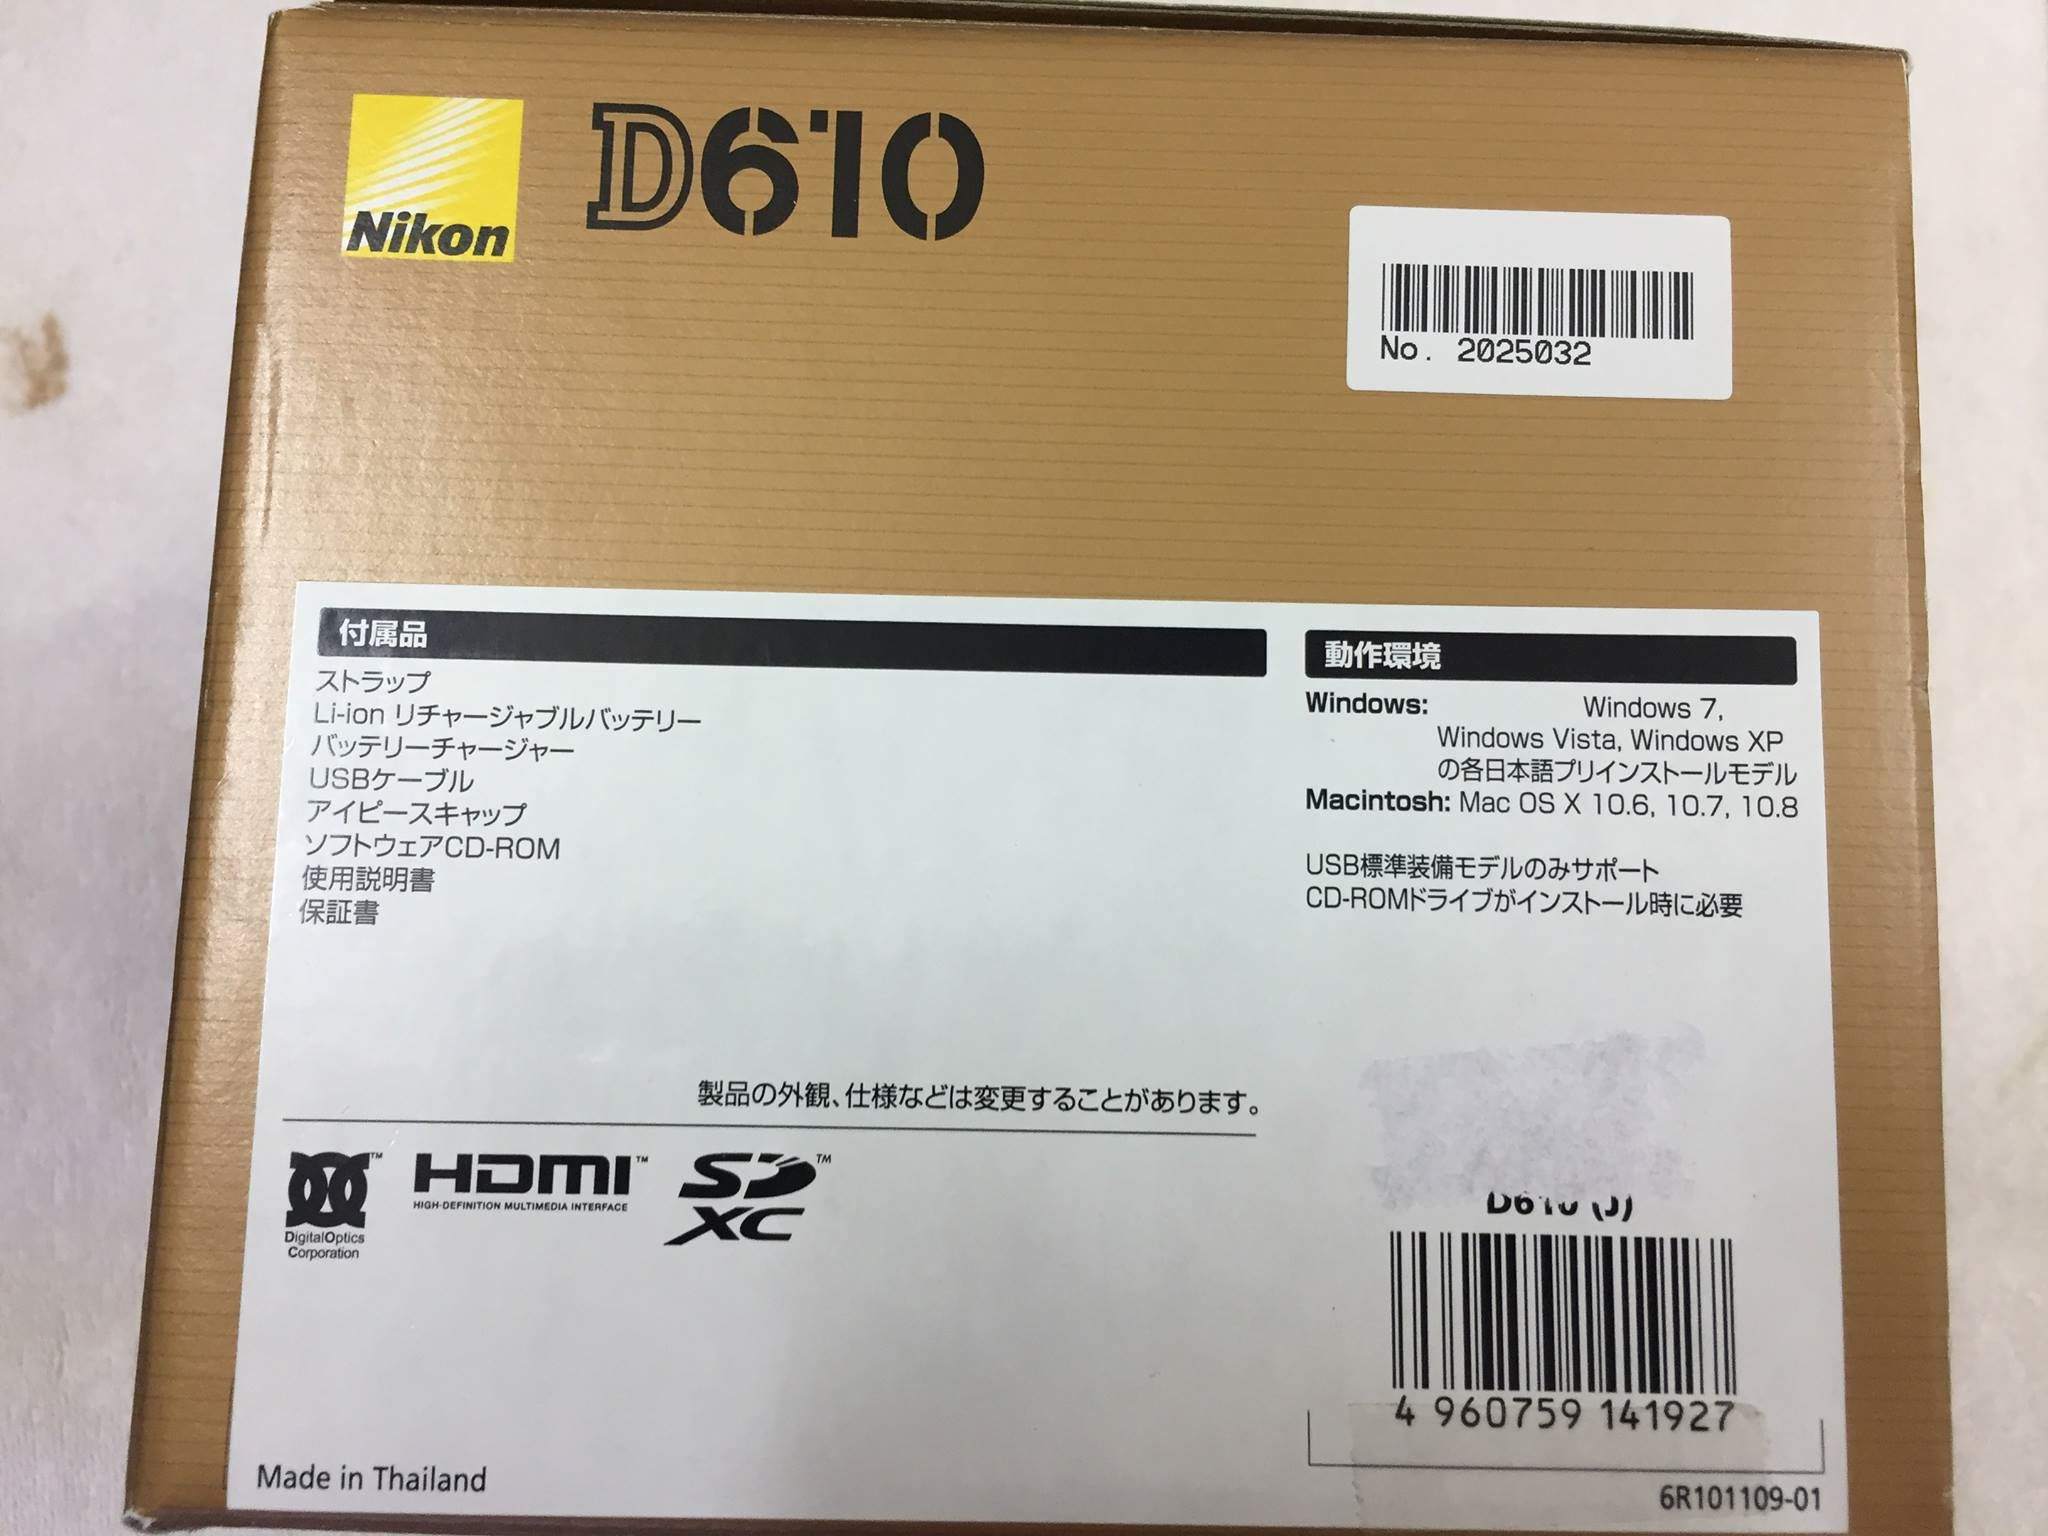 Nikon
D610
No. 2025032
付属品
ストラップ
Li-ion リチャージャブルバッテリー
バッテリーチャージャー
USBケーブル
アイピースキャップ
ソフトウェアCD-ROM
使用説明書
保証書
動作環境
Windows: Windows 7,
Windows Vista, Windows XP
の各日本語プリインストールモデル
Macintosh: Mac OS X 10.6, 10.7, 10.8
USB標準装備モデルのみサポート
CD-ROMドライブがインストール時に必要
製品の外観、仕様などは変更することがあります。
TM
DigitalOptics
Corporation
HDMI™
HIGH-DEFINITION MULTIMEDIA INTERFACE
SD™
XC
D610 (J)
4 960759 141927
Made in Thailand
6R101109-01